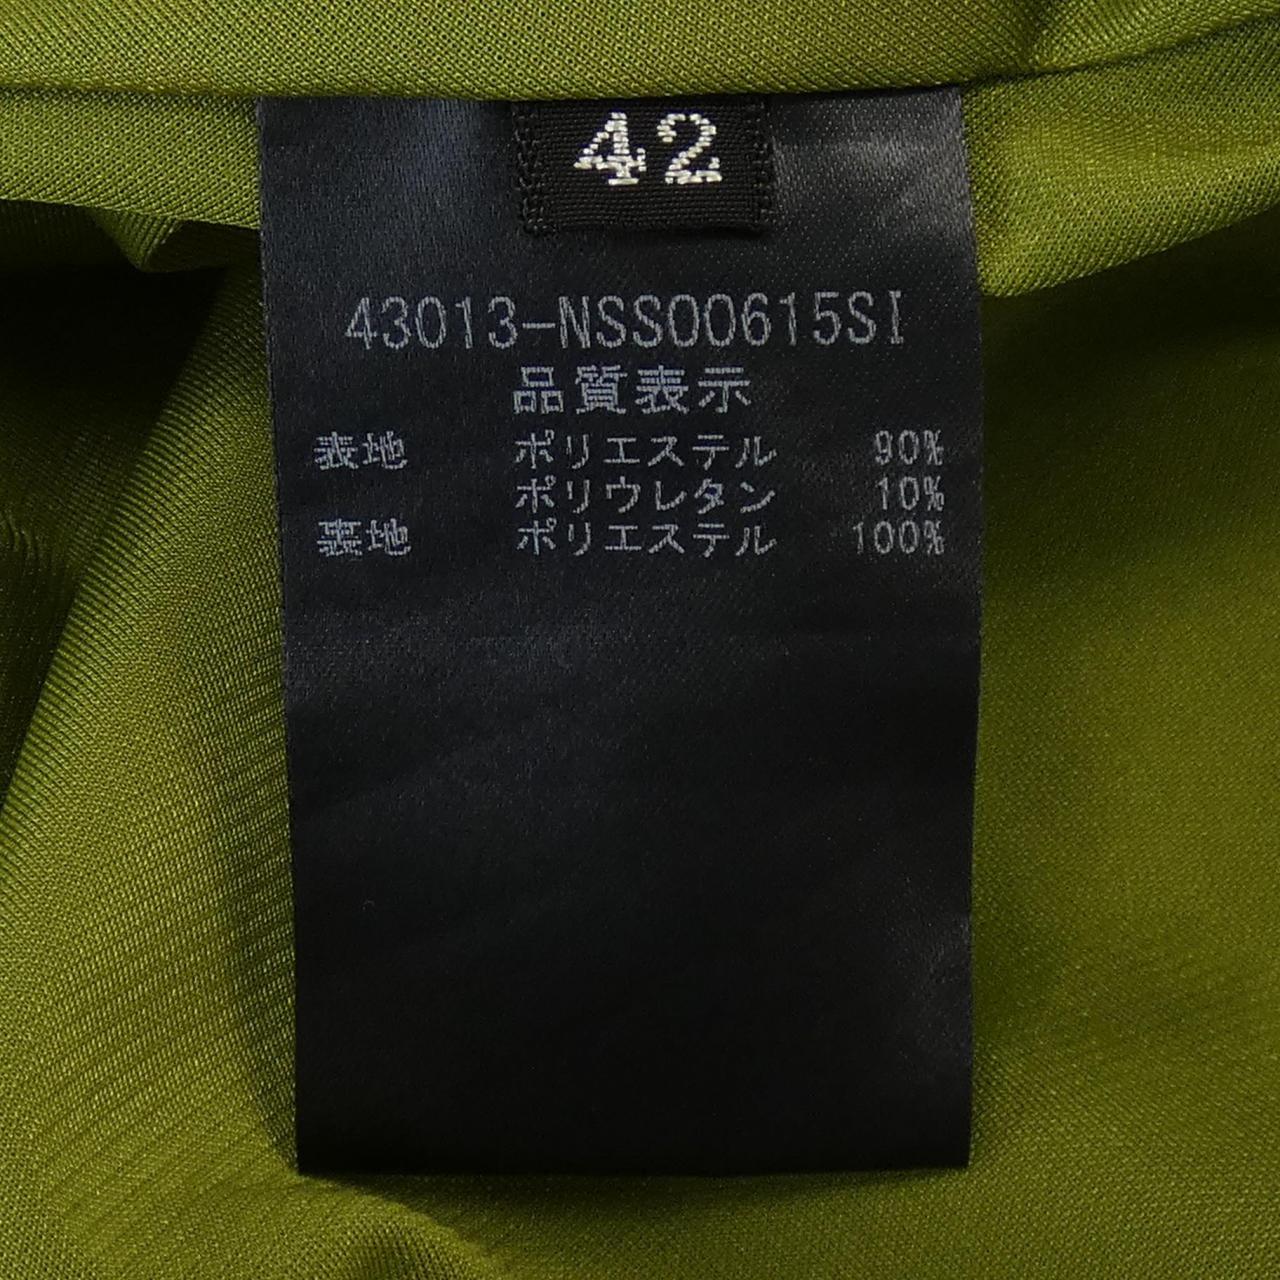 42
43013-NSS00615SI
品質表示
表地 ポリエステル 90%
ポリウレタン 10%
裏地 ポリエステル 100%